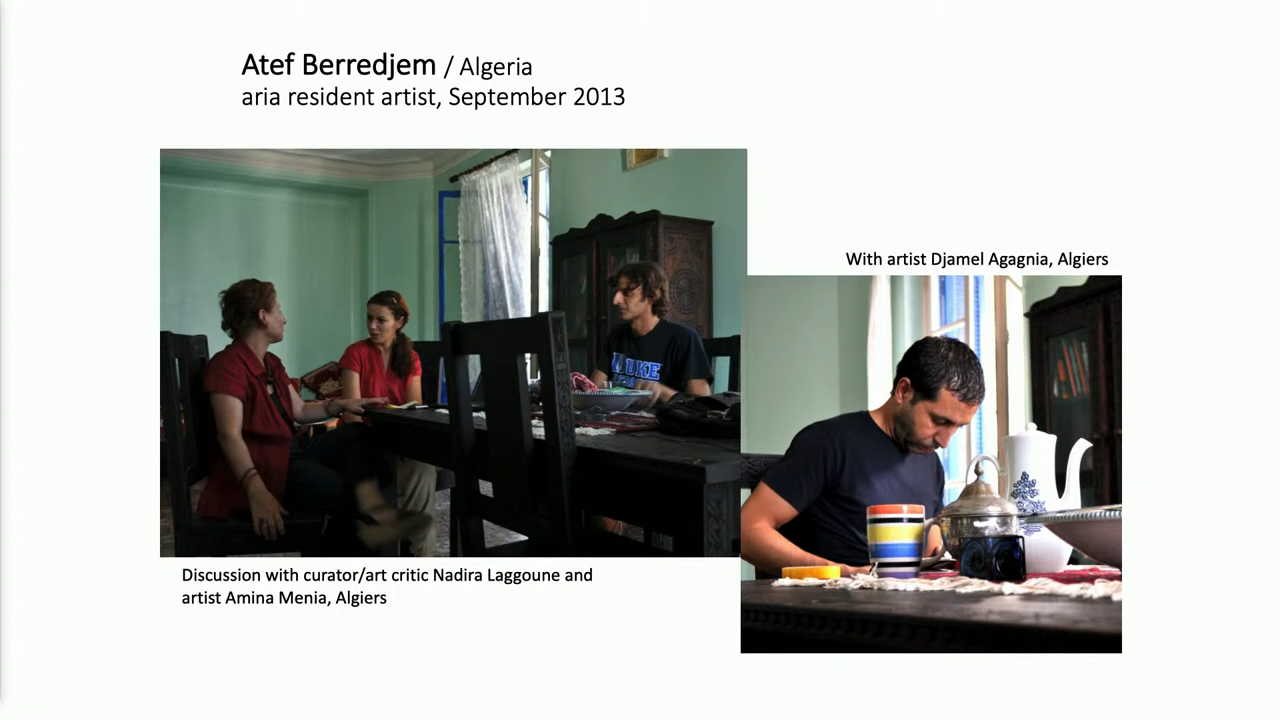 Atef Berredjem / Algeria
aria resident artist, September 2013
With artist Djamel Agagnia, Algiers
DUKE
Discussion with curator/art critic Nadira Laggoune and
artist Amina Menia, Algiers